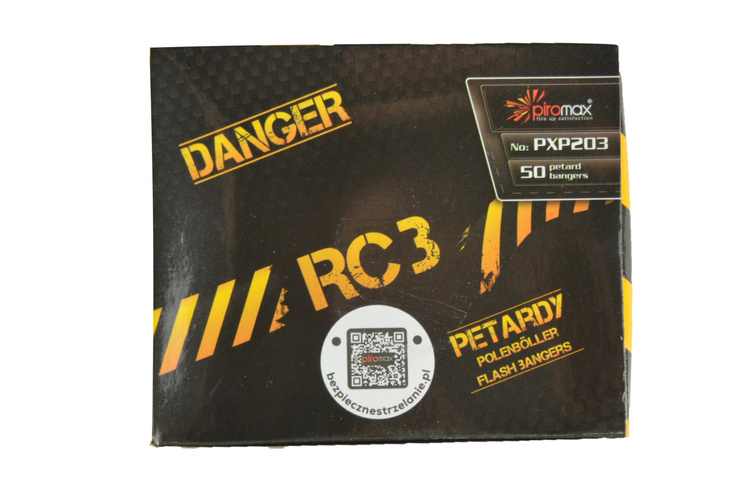 DANGER
piromax®
fire up satisfaction
No: PXP203
50 petard
bangers
RC3
PETARDY
POLENBÖLLER
FLASH BANGERS
piromax
bezpiecznestrzelanie.pl